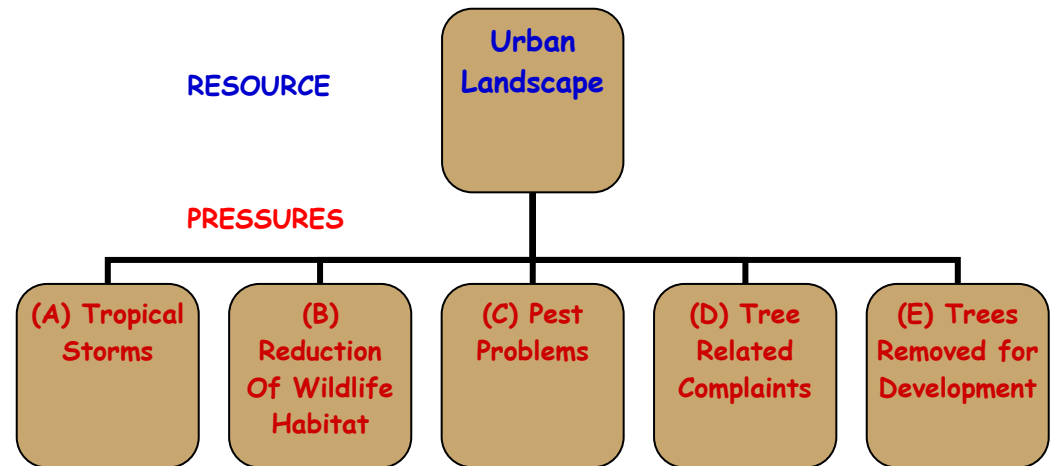 Urban
Landscape
RESOURCE
PRESSURES
(A) Tropical
Storms
(B)
Reduction
Of Wildlife
Habitat
(C) Pest
Problems
(D) Tree
Related
Complaints
(E) Trees
Removed for
Development